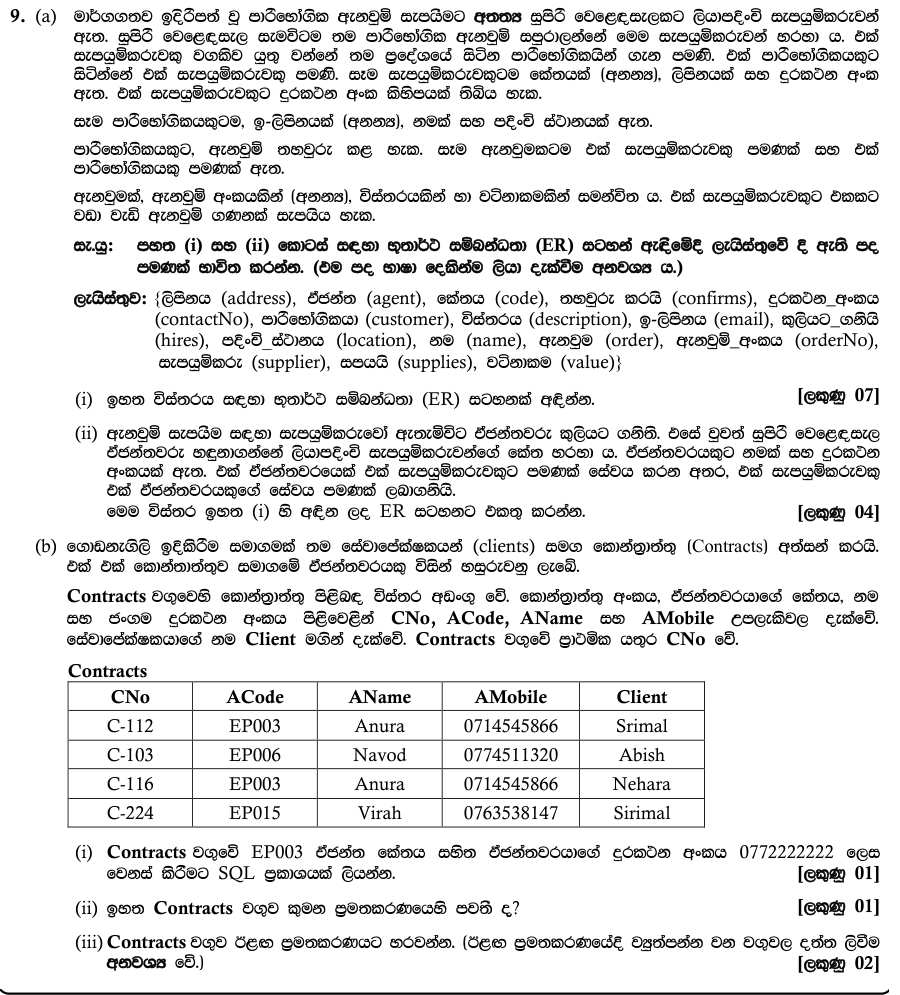 9. (a) මාර්ගගතව ඉදිරිපත් වූ පාරිභෝගික ඇනවුම් සැපයීමට අතත්‍ය සුපිරි වෙළෙඳසැලකට ලියාපදිංචි සැපයුම්කරුවන්
ඇත. සුපිරි වෙළෙඳසැල සැමවිටම තම පාරිභෝගික ඇනවුම් සපුරාලන්නේ මෙම සැපයුම්කරුවන් හරහා ය. එක්
සැපයුම්කරුවකු වගකිව යුතු වන්නේ තම ප්‍රදේශයේ සිටින පාරිභෝගිකයින් ගැන පමණි. එක් පාරිභෝගිකයකුට
සිටින්නේ එක් සැපයුම්කරුවකු පමණි. සෑම සැපයුම්කරුවකුටම කේතයක් (අනන්‍ය), ලිපිනයක් සහ දුරකථන අංක
ඇත. එක් සැපයුම්කරුවකුට දුරකථන අංක කිහිපයක් තිබිය හැක.
සෑම පාරිභෝගිකයකුටම, ඉ-ලිපිනයක් (අනන්‍ය), නමක් සහ පදිංචි ස්ථානයක් ඇත.
පාරිභෝගිකයකුට, ඇනවුම් තහවුරු කළ හැක. සෑම ඇනවුමකටම එක් සැපයුම්කරුවකු පමණක් සහ එක්
පාරිභෝගිකයකු පමණක් ඇත.
ඇනවුමක්, ඇනවුම් අංකයකින් (අනන්‍ය), විස්තරයකින් හා වටිනාකමකින් සමන්විත ය. එක් සැපයුම්කරුවකුට එකකට
වඩා වැඩි ඇනවුම් ගණනක් සැපයිය හැක.
සැ.යු: පහත (i) සහ (ii) කොටස් සඳහා භූතාර්ථ සම්බන්ධතා (ER) සටහන් ඇඳීමේදී ලැයිස්තුවේ දී ඇති පද
පමණක් භාවිත කරන්න. (එම පද භාෂා දෙකින්ම ලියා දැක්වීම අනවශ්‍ය ය.)
ලැයිස්තුව: {ලිපිනය (address), ඒජන්ත (agent), කේතය (code), තහවුරු කරයි (confirms), දුරකථන_අංකය
(contactNo), පාරිභෝගිකයා (customer), විස්තරය (description), ඉ-ලිපිනය (email), කුලියට_ගනියි
(hires), පදිංචි_ස්ථානය (location), නම (name), ඇනවුම (order), ඇනවුම්_අංකය (orderNo),
සැපයුම්කරු (supplier), සපයයි (supplies), වටිනාකම (value)}
(i) ඉහත විස්තරය සඳහා භූතාර්ථ සම්බන්ධතා (ER) සටහනක් අඳින්න. [ලකුණු 07]
(ii) ඇනවුම් සැපයීම සඳහා සැපයුම්කරුවෝ ඇතැම්විට ඒජන්තවරු කුලියට ගනිති. එසේ වුවත් සුපිරි වෙළෙඳසැල
ඒජන්තවරු හඳුනාගන්නේ ලියාපදිංචි සැපයුම්කරුවන්ගේ කේත හරහා ය. ඒජන්තවරයකුට නමක් සහ දුරකථන
අංකයක් ඇත. එක් ඒජන්තවරයෙක් එක් සැපයුම්කරුවකුට පමණක් සේවය කරන අතර, එක් සැපයුම්කරුවකු
එක් ඒජන්තවරයකුගේ සේවය පමණක් ලබාගනියි.
මෙම විස්තර ඉහත (i) හි අඳින ලද ER සටහනට එකතු කරන්න. [ලකුණු 04]
(b) ගොඩනැගිලි ඉදිකිරීම් සමාගමක් තම සේවාපේක්ෂකයන් (clients) සමග කොන්ත්‍රාත්තු (Contracts) අත්සන් කරයි.
එක් එක් කොන්තාත්තුව සමාගමේ ඒජන්තවරයකු විසින් හසුරුවනු ලැබේ.
Contracts වගුවෙහි කොන්ත්‍රාත්තු පිළිබඳ විස්තර අඩංගු වේ. කොන්ත්‍රාත්තු අංකය, ඒජන්තවරයාගේ කේතය, නම
සහ ජංගම දුරකථන අංකය පිළිවෙළින් CNo, ACode, AName සහ AMobile උපලැකිවල දැක්වේ.
සේවාපේක්ෂකයාගේ නම Client මගින් දැක්වේ. Contracts වගුවේ ප්‍රාථමික යතුර CNo වේ.
Contracts
CNo ACode AName AMobile Client
C-112 EP003 Anura 0714545866 Srimal
C-103 EP006 Navod 0774511320 Abish
C-116 EP003 Anura 0714545866 Nehara
C-224 EP015 Virah 0763538147 Sirimal
(i) Contracts වගුවේ EP003 ඒජන්ත කේතය සහිත ඒජන්තවරයාගේ දුරකථන අංකය 0772222222 ලෙස
වෙනස් කිරීමට SQL ප්‍රකාශයක් ලියන්න. [ලකුණු 01]
(ii) ඉහත Contracts වගුව කුමන ප්‍රමතකරණයෙහි පවතී ද? [ලකුණු 01]
(iii) Contracts වගුව ඊළඟ ප්‍රමතකරණයට හරවන්න. (ඊළඟ ප්‍රමතකරණයේදී ව්‍යුත්පන්න වන වගුවල දත්ත ලිවීම
අනවශ්‍ය වේ.) [ලකුණු 02]